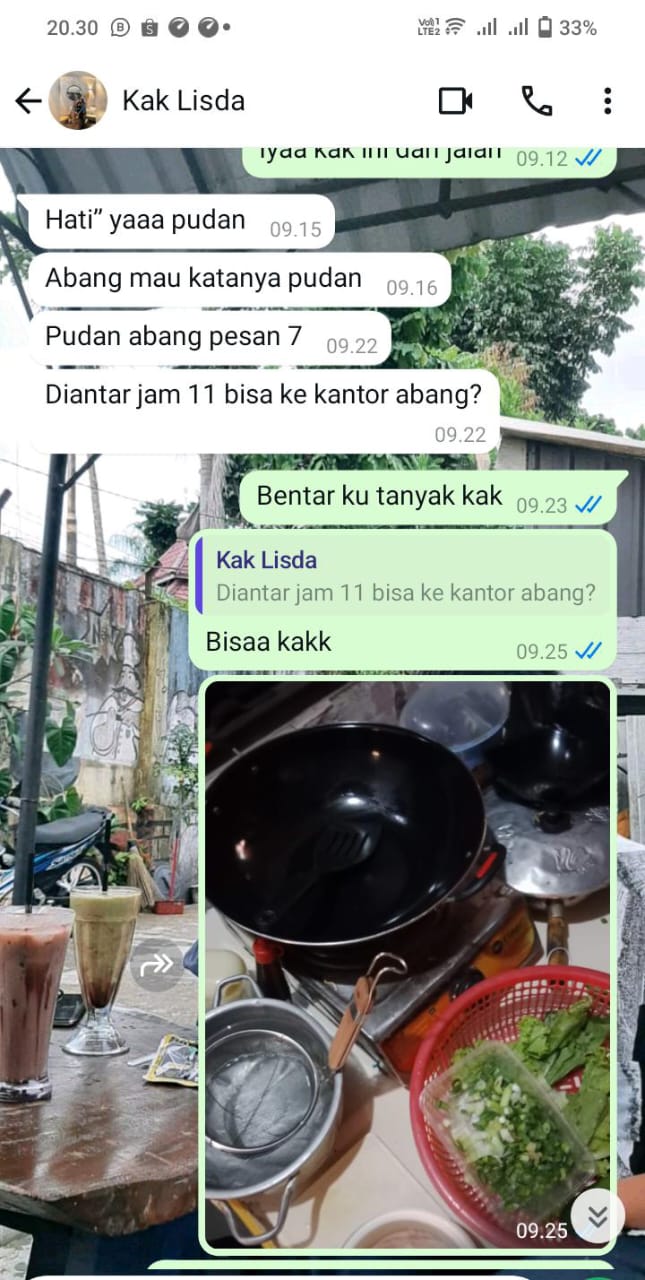 20.30
Vo)) LTE2
33%
Kak Lisda
Iyaa kak ini dah jalan 09.12
Hati” yaaa pudan 09.15
Abang mau katanya pudan 09.16
Pudan abang pesan 7 09.22
Diantar jam 11 bisa ke kantor abang?
09.22
Bentar ku tanyak kak 09.23
Kak Lisda
Diantar jam 11 bisa ke kantor abang?
Bisaa kakk 09.25
09.25